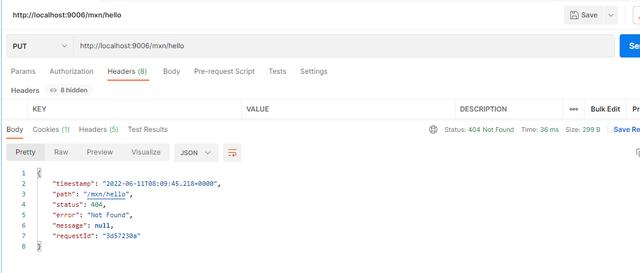 http://localhost:9006/mxn/hello
Save
PUT http://localhost:9006/mxn/hello
Params Authorization Headers (8) Body Pre-request Script Tests Settings
Headers 8 hidden
KEY VALUE DESCRIPTION Bulk Edit
Body Cookies (1) Headers (5) Test Results Status: 404 Not Found Time: 36 ms Size: 299 B Save Re
Pretty Raw Preview Visualize JSON
1 {
2 "timestamp": "2022-06-11T08:09:45.218+0000",
3 "path": "/mxn/hello",
4 "status": 404,
5 "error": "Not Found",
6 "message": null,
7 "requestId": "3d57230a"
8 }